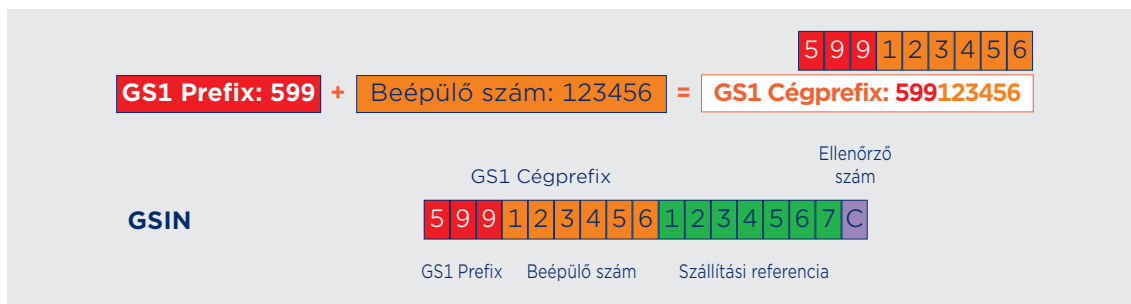 5 9 9 1 2 3 4 5 6
GS1 Prefix: 599 + Beépülő szám: 123456 = GS1 Cégprefix: 599123456
Ellenőrző
szám
GS1 Cégprefix
GSIN 5 9 9 1 2 3 4 5 6 1 2 3 4 5 6 7 C
GS1 Prefix Beépülő szám Szállítási referencia